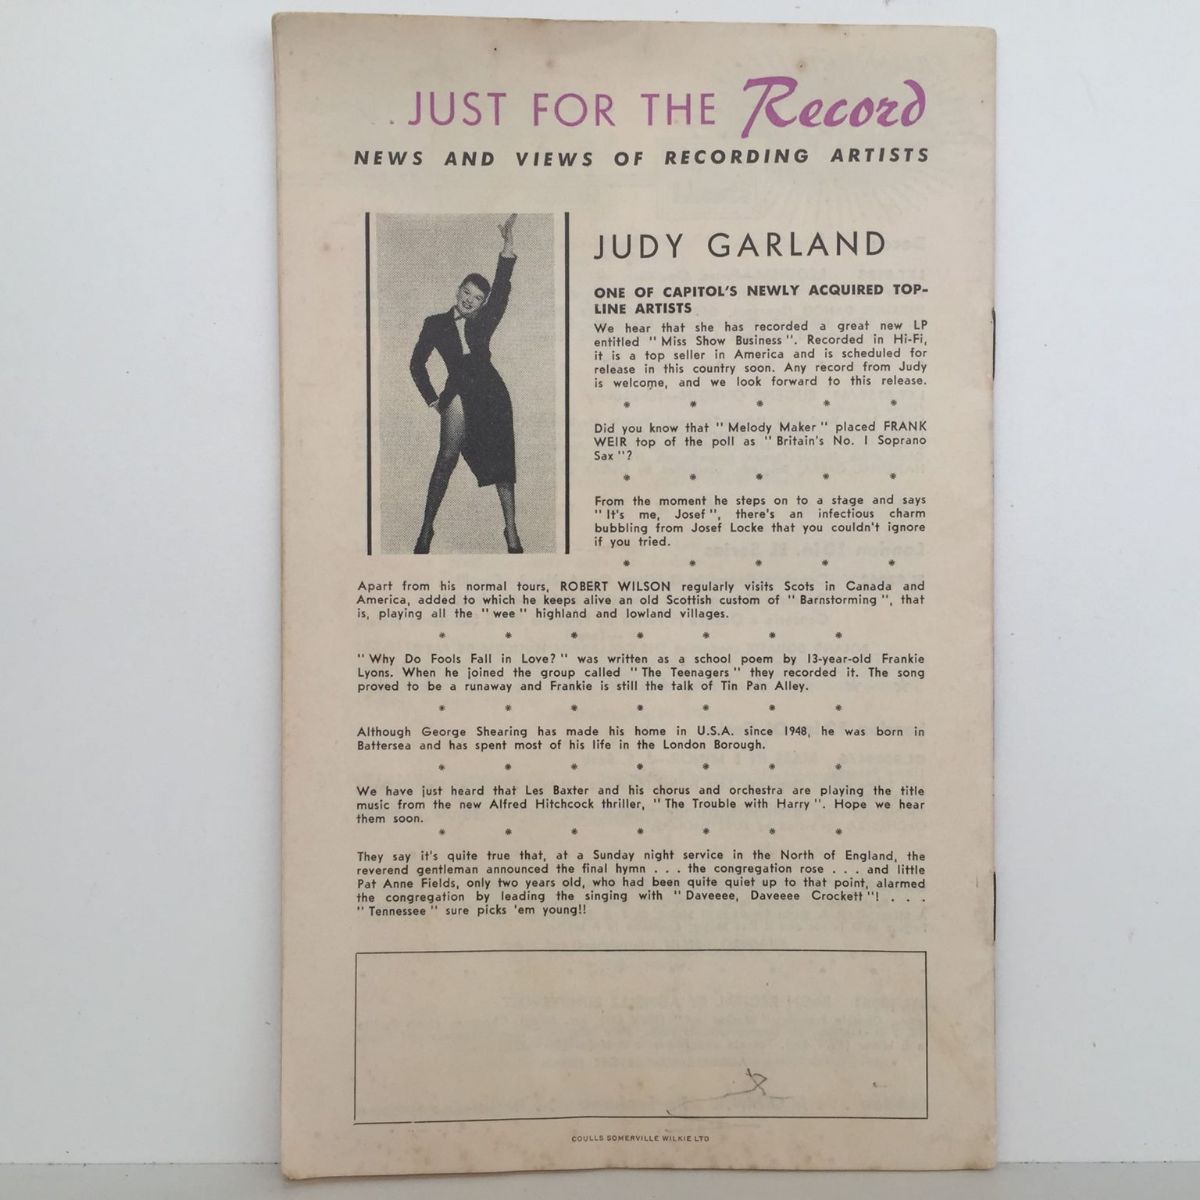 JUST FOR THE Record
NEWS AND VIEWS OF RECORDING ARTISTS
JUDY GARLAND
ONE OF CAPITOL'S NEWLY ACQUIRED TOP-
LINE ARTISTS
We hear that she has recorded a great new LP
entitled "Miss Show Business". Recorded in Hi-Fi,
it is a top seller in America and is scheduled for
release in this country soon. Any record from Judy
is welcome, and we look forward to this release.
* * * * *
Did you know that "Melody Maker" placed FRANK
WEIR top of the poll as "Britain's No. 1 Soprano
Sax"?
* * * * *
From the moment he steps on to a stage and says
"It's me, Josef", there's an infectious charm
bubbling from Josef Locke that you couldn't ignore
if you tried.
* * * * *
Apart from his normal tours, ROBERT WILSON regularly visits Scots in Canada and
America, added to which he keeps alive an old Scottish custom of "Barnstorming", that
is, playing all the "wee" highland and lowland villages.
* * * * * * *
"Why Do Fools Fall in Love?" was written as a school poem by 13-year-old Frankie
Lyons. When he joined the group called "The Teenagers" they recorded it. The song
proved to be a runaway and Frankie is still the talk of Tin Pan Alley.
* * * * * * *
Although George Shearing has made his home in U.S.A. since 1948, he was born in
Battersea and has spent most of his life in the London Borough.
* * * * * * *
We have just heard that Les Baxter and his chorus and orchestra are playing the title
music from the new Alfred Hitchcock thriller, "The Trouble with Harry". Hope we hear
them soon.
* * * * * * *
They say it's quite true that, at a Sunday night service in the North of England, the
reverend gentleman announced the final hymn . . . the congregation rose . . . and little
Pat Anne Fields, only two years old, who had been quite quiet up to that point, alarmed
the congregation by leading the singing with "Daveeee, Daveeee Crockett"! . . .
"Tennessee" sure picks 'em young!!
COULLS SOMERVILLE WILKIE LTD